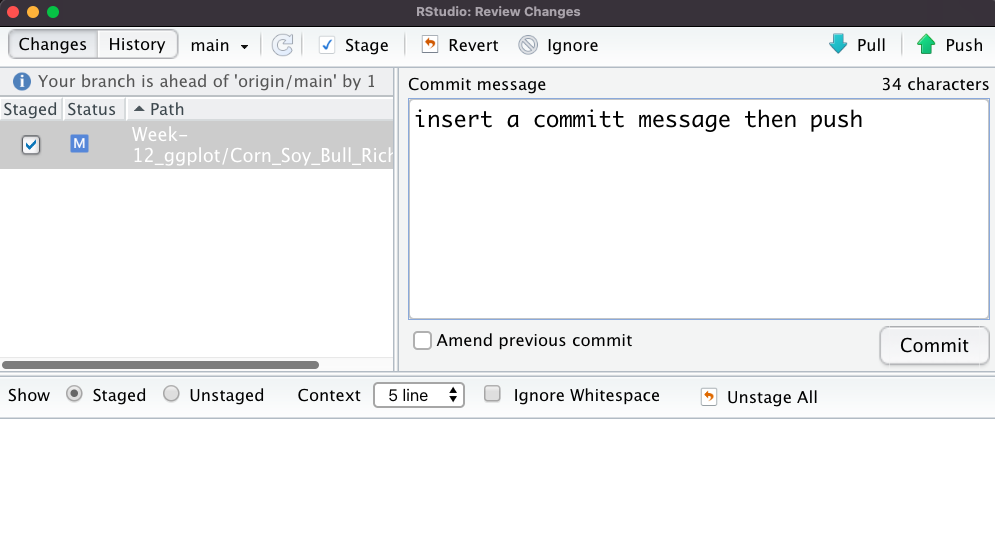 RStudio: Review Changes
Changes History main Stage Revert Ignore Pull Push
Your branch is ahead of 'origin/main' by 1
Staged Status Path
M Week-
12_ggplot/Corn_Soy_Bull_Rich
Commit message 34 characters
insert a committ message then push
Amend previous commit
Commit
Show Staged Unstaged Context 5 line Ignore Whitespace Unstage All